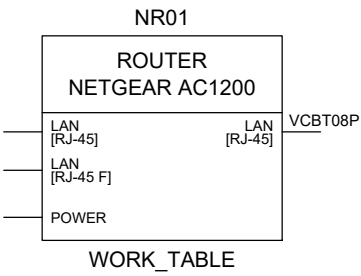 NR01
ROUTER
NETGEAR AC1200
LAN
[RJ-45]
LAN
[RJ-45]
VCBT08P
LAN
[RJ-45 F]
POWER
WORK_TABLE